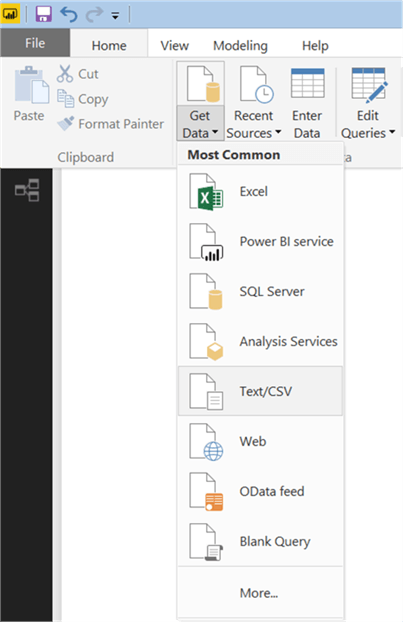 File
Home
View
Modeling
Help
Paste
Cut
Copy
Format Painter
Clipboard
Get
Data
Recent
Sources
Enter
Data
Edit
Queries
a
Most Common
Excel
Power BI service
SQL Server
Analysis Services
Text/CSV
Web
OData feed
Blank Query
More...